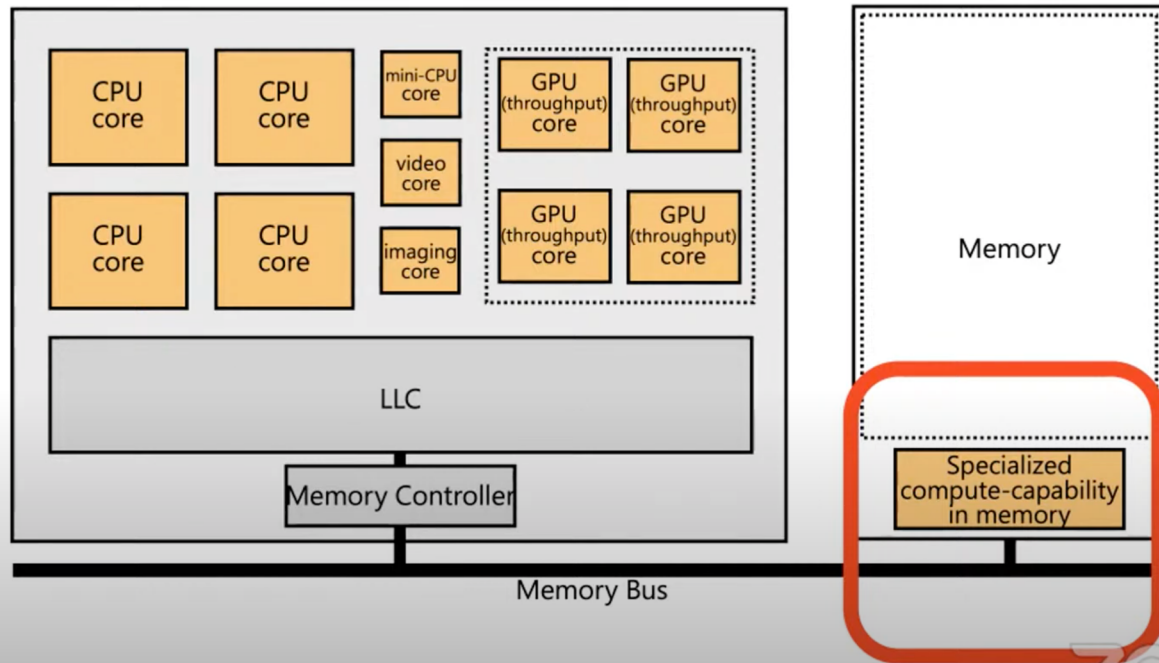 CPU
core
CPU
core
mini-CPU
core
video
core
imaging
core
GPU
(throughput)
core
GPU
(throughput)
core
CPU
core
CPU
core
GPU
(throughput)
core
GPU
(throughput)
core
Memory
LLC
Memory Controller
Specialized
compute-capability
in memory
Memory Bus